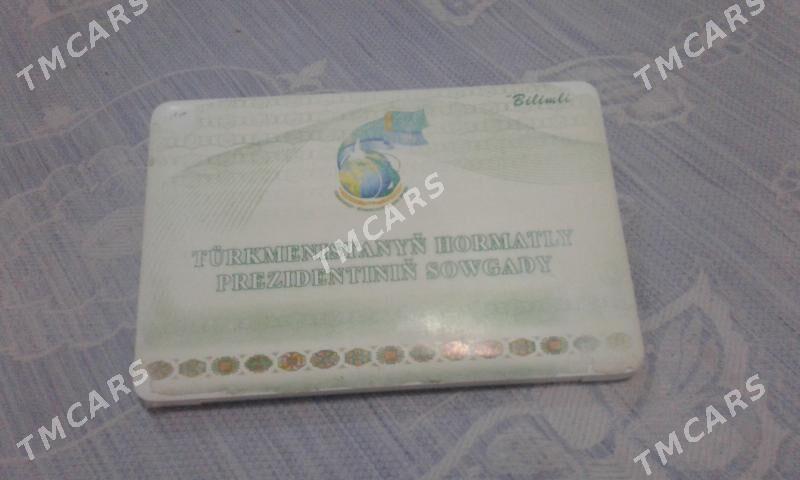 TMCARS
TMCARS
Bilimli
TMCARS
TÜRKMENISTANYŇ HORMATLY
PREZIDENTINIŇ SOWGADY
TMCARS
TMCARS